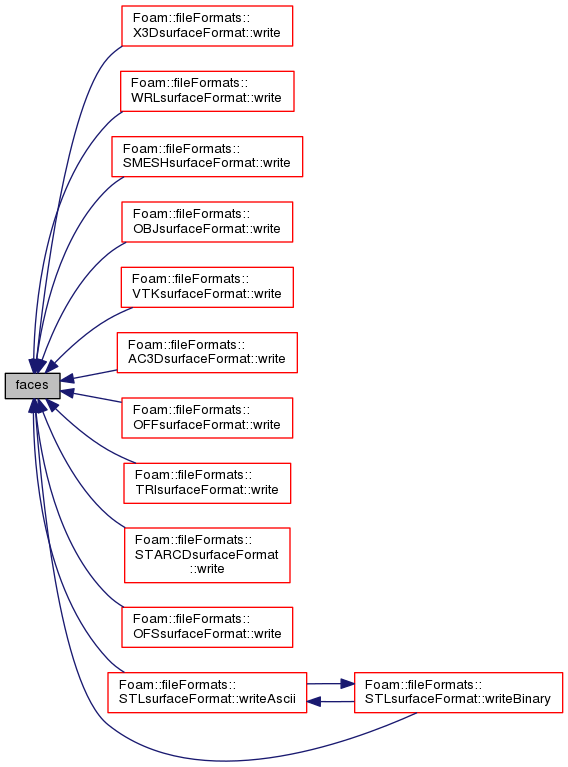 Foam::fileFormats::
X3DsurfaceFormat::write
Foam::fileFormats::
WRLsurfaceFormat::write
Foam::fileFormats::
SMESHsurfaceFormat::write
Foam::fileFormats::
OBJsurfaceFormat::write
Foam::fileFormats::
VTKsurfaceFormat::write
Foam::fileFormats::
AC3DsurfaceFormat::write
faces
Foam::fileFormats::
OFFsurfaceFormat::write
Foam::fileFormats::
TRIsurfaceFormat::write
Foam::fileFormats::
STARCDsurfaceFormat
::write
Foam::fileFormats::
OFSsurfaceFormat::write
Foam::fileFormats::
STLsurfaceFormat::writeAscii
Foam::fileFormats::
STLsurfaceFormat::writeBinary